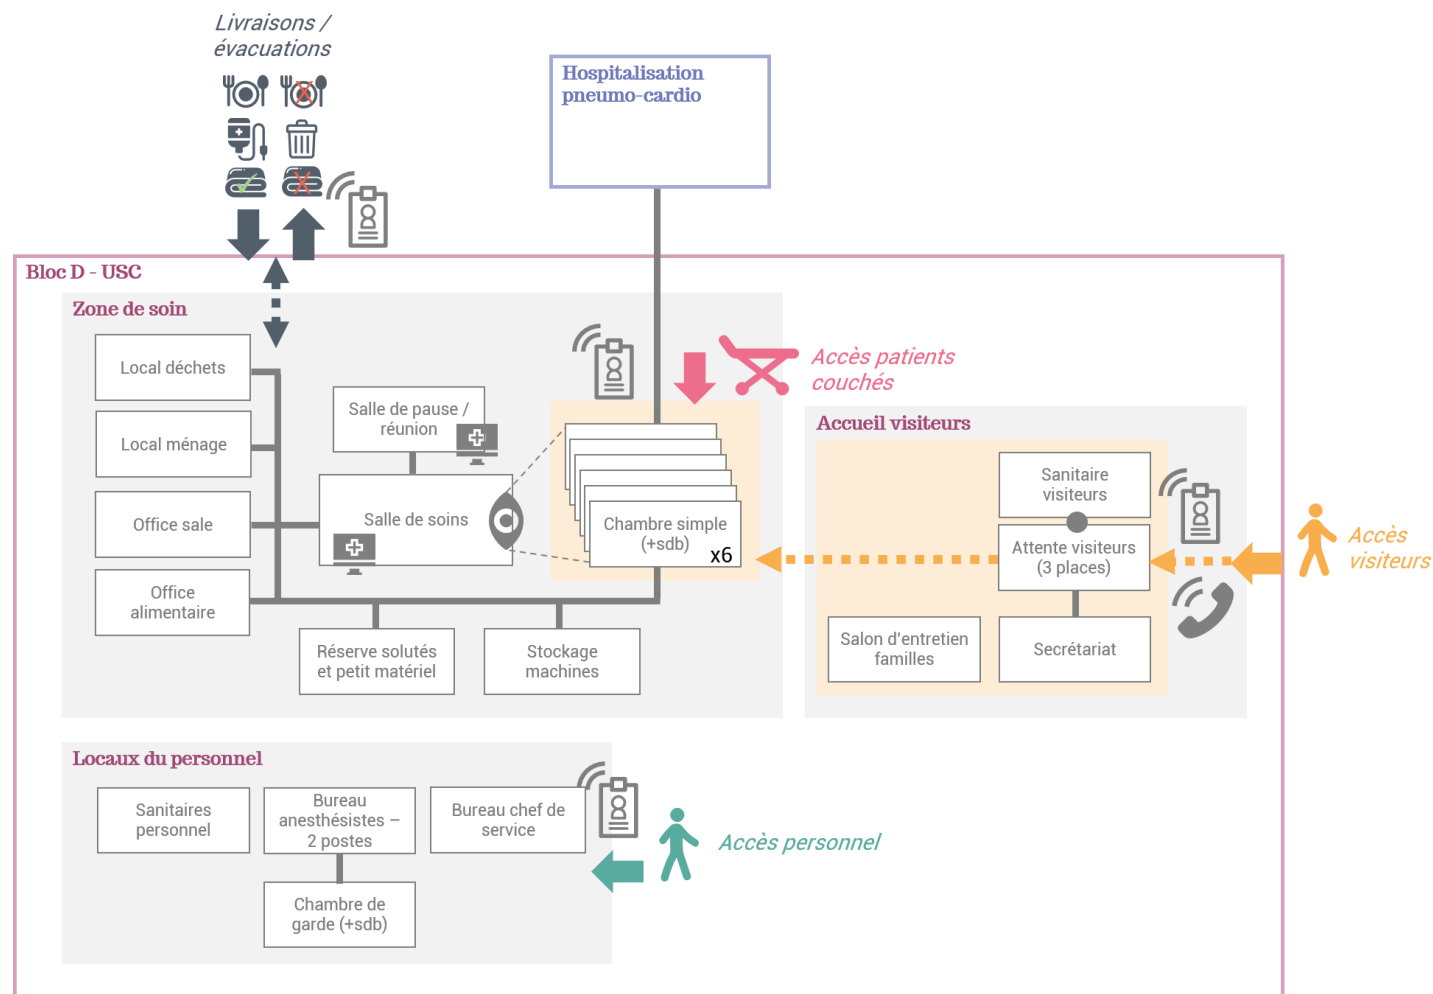 Livraisons /
évacuations
Hospitalisation
pneumo-cardio
Bloc D - USC
Zone de soin
Local déchets
Local ménage
Office sale
Office
alimentaire
Salle de pause /
réunion
Salle de soins
Chambre simple
(+sdb)
x6
Réserve solutés
et petit matériel
Stockage
machines
Accès patients
couchés
Accueil visiteurs
Sanitaire
visiteurs
Attente visiteurs
(3 places)
Salon d'entretien
familles
Secrétariat
Accès
visiteurs
Locaux du personnel
Sanitaires
personnel
Bureau
anesthésistes –
2 postes
Bureau chef de
service
Chambre de
garde (+sdb)
Accès personnel